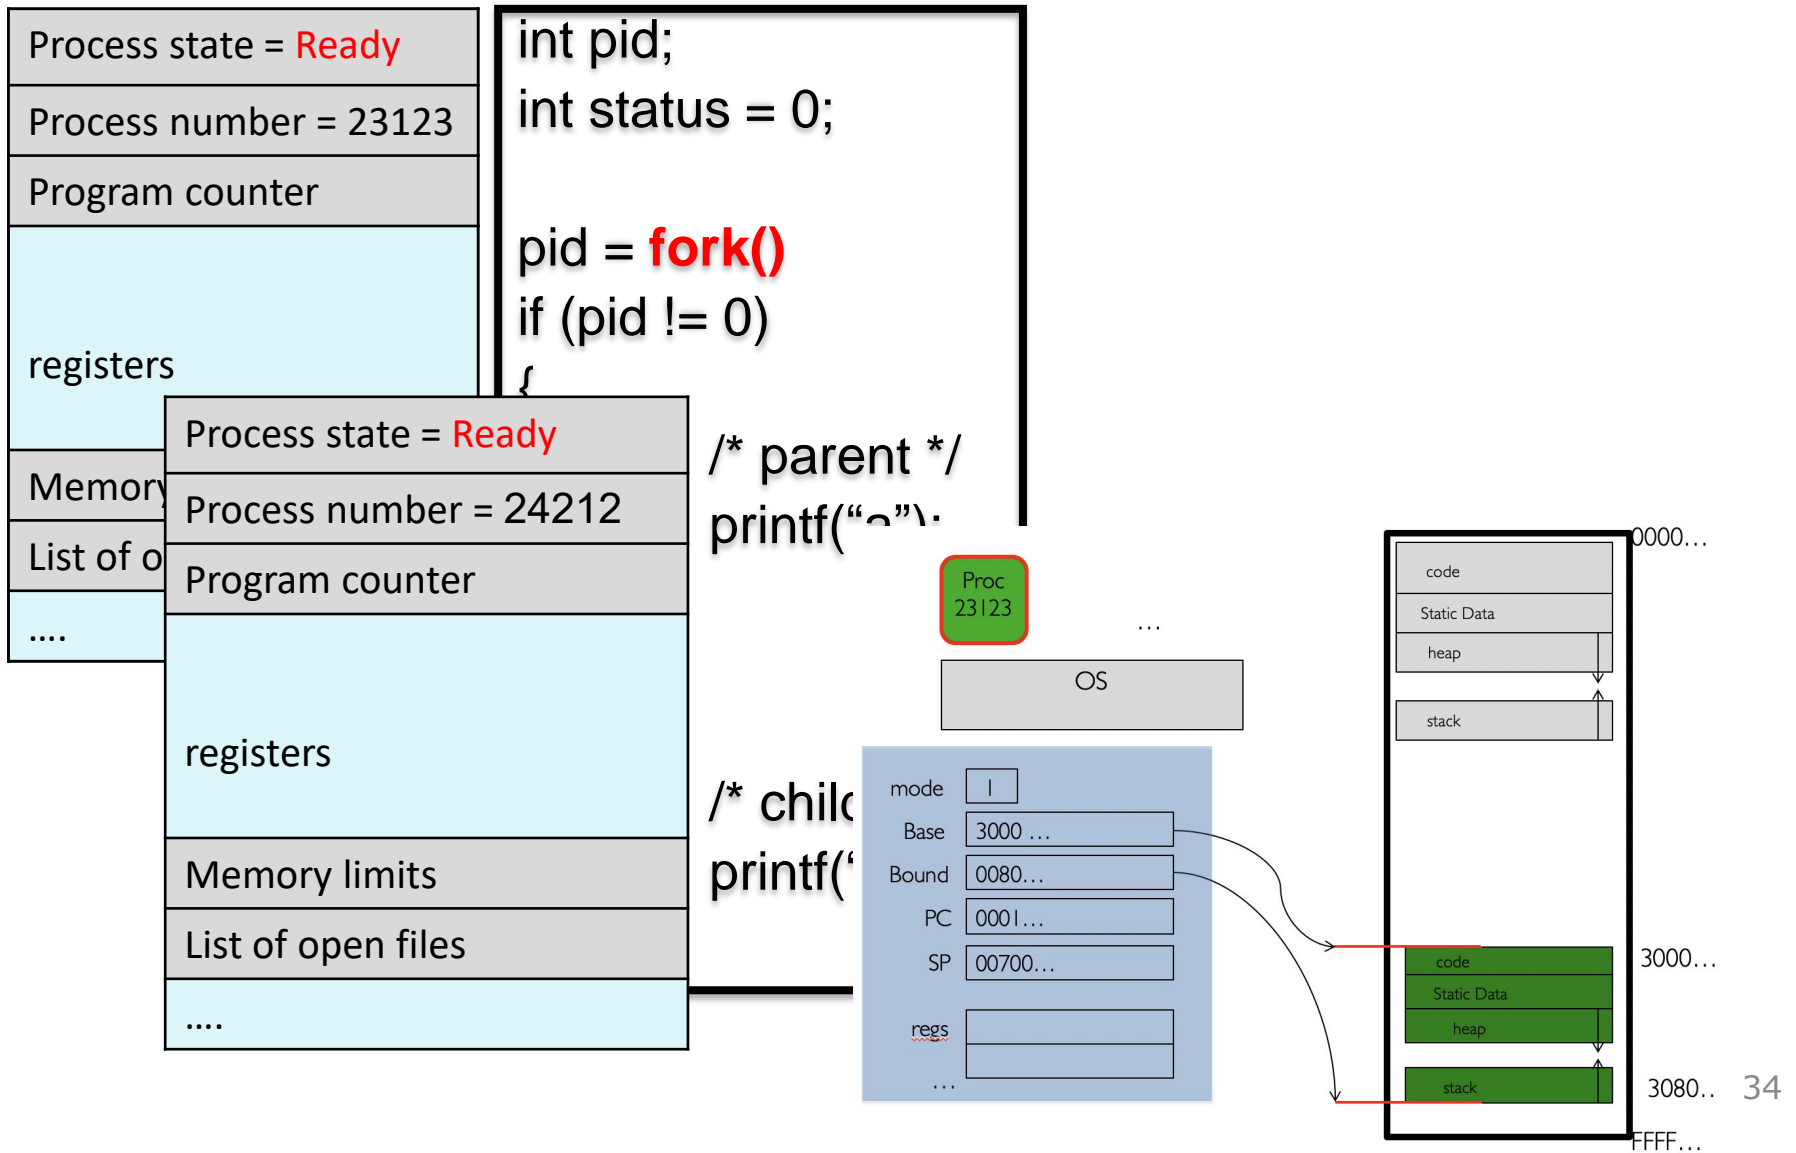 Process state = Ready
Process number = 23123
Program counter
registers
Memory
List of o
....
int pid;
int status = 0;
pid = fork()
if (pid != 0)
{
/* parent */
printf("a");
/* chil
printf(
Process state = Ready
Process number = 24212
Program counter
registers
Memory limits
List of open files
....
Proc
23123
...
OS
mode 1
Base 3000 ...
Bound 0080...
PC 0001...
SP 00700...
regs
...
0000...
code
Static Data
heap
stack
3000...
code
Static Data
heap
stack
3080..
FFFF...
34